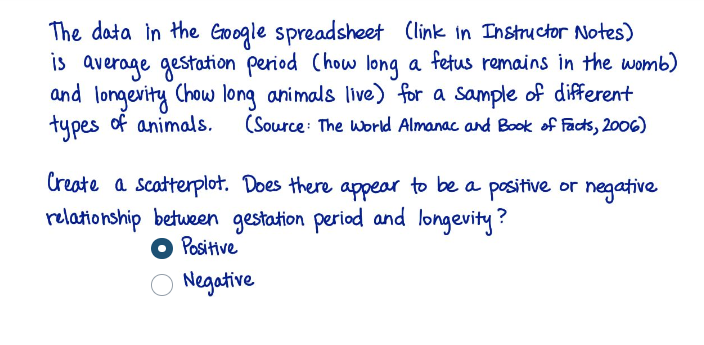 The data in the Google spreadsheet (link in Instructor Notes)
is average gestation period (how long a fetus remains in the womb)
and longevity (how long animals live) for a sample of different
types of animals. (Source: The World Almanac and Book of Facts, 2006)
Create a scatterplot. Does there appear to be a positive or negative
relationship between gestation period and longevity?
Positive
Negative